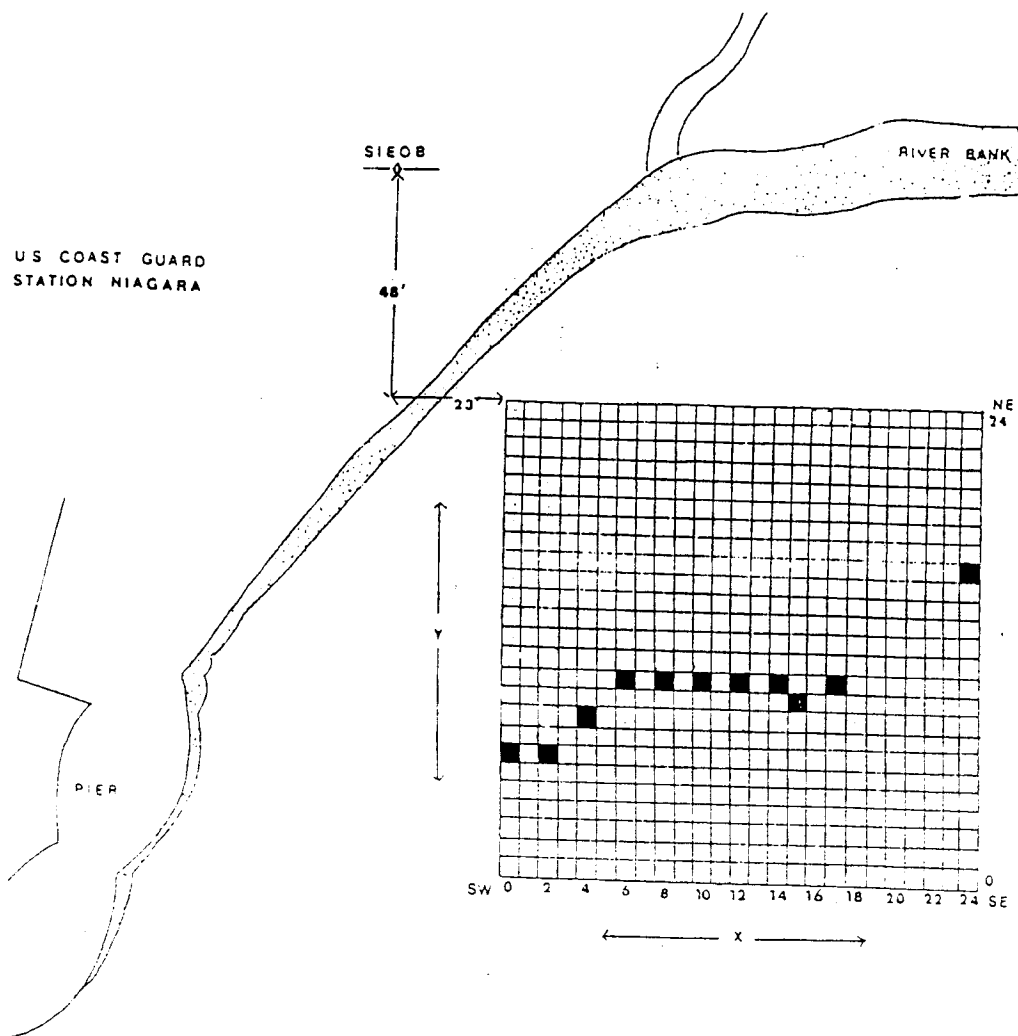 SIEOB
RIVER BANK
US COAST GUARD
STATION NIAGARA
48'
NE
24
Y
PIER
0
SW 0 2 4 6 8 10 12 14 16 18 20 22 24 SE
X